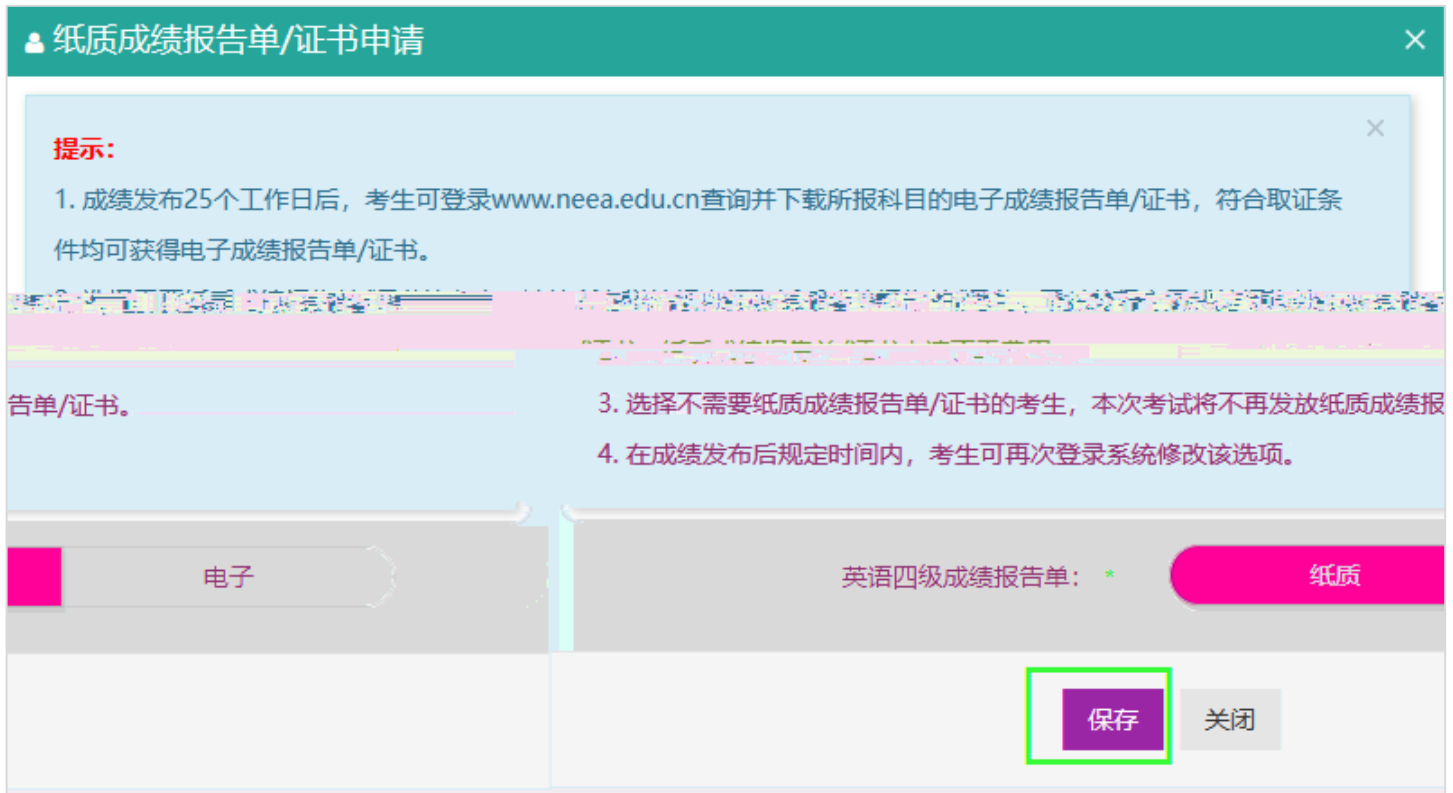 纸质成绩报告单/证书申请
提示:
1. 成绩发布25个工作日后，考生可登录www.neea.edu.cn查询并下载所报科目的电子成绩报告单/证书，符合取证条
件均可获得电子成绩报告单/证书。
告单/证书。
3. 选择不需要纸质成绩报告单/证书的考生，本次考试将不再发放纸质成绩报
4. 在成绩发布后规定时间内，考生可再次登录系统修改该选项。
电子
英语四级成绩报告单： *
纸质
保存
关闭